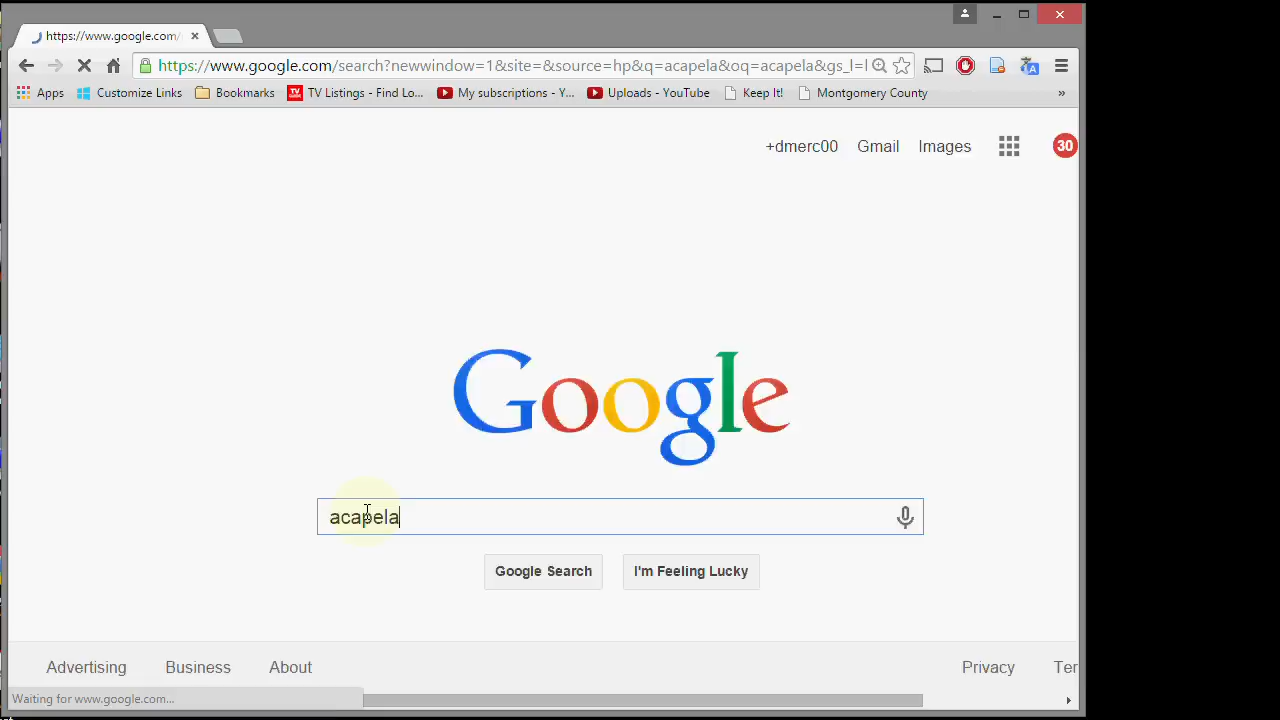 https://www.google.com/
https://www.google.com/search?newwindow=1&site=&source=hp&q=acapela&oq=acapela&gs_l=l
Apps Customize Links Bookmarks TV Listings - Find Lo... My subscriptions - Y... Uploads - YouTube Keep It! Montgomery County »
+dmerc00 Gmail Images 30
Google
acapela
Google Search I'm Feeling Lucky
Advertising Business About Privacy Ter
Waiting for www.google.com...